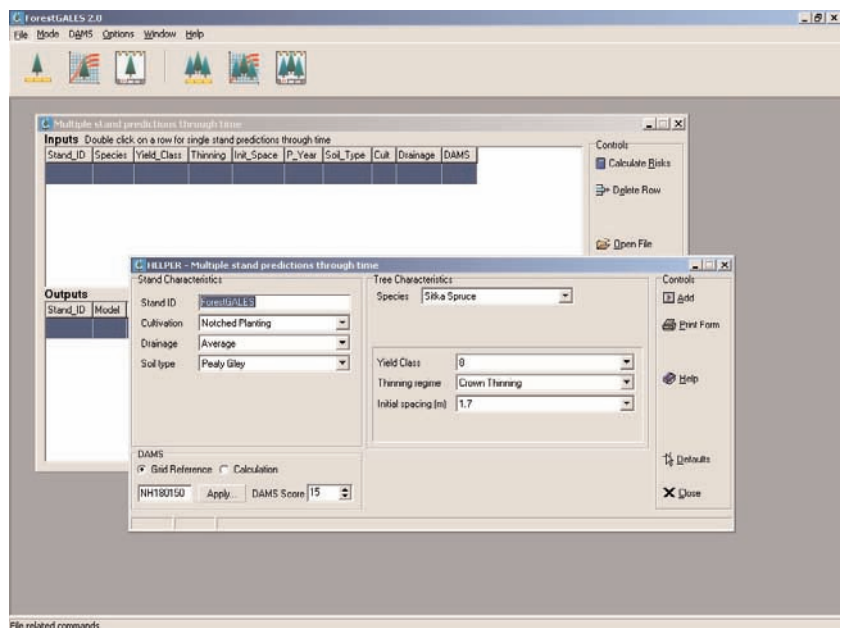 ForestGALES 2.0
File Mode DAMS Options Window Help
Multiple stand predictions through time
Inputs Double click on a row for single stand predictions through time
Stand_ID Species Yield_Class Thinning Init_Space P_Year Soil_Type Cult Drainage DAMS
Controls
Calculate Risks
Delete Row
Open File
Outputs
Stand_ID Model
HELPER - Multiple stand predictions through time
Stand Characteristics
Stand ID ForestGALES
Cultivation Notched Planting
Drainage Average
Soil type Peaty Gley
DAMS
Grid Reference Calculation
NH180150 Apply... DAMS Score 15
Tree Characteristics
Species Sitka Spruce
Yield Class 8
Thinning regime Crown Thinning
Initial spacing (m) 1.7
Controls
Add
Print Form
Help
Defaults
Close
File related commands